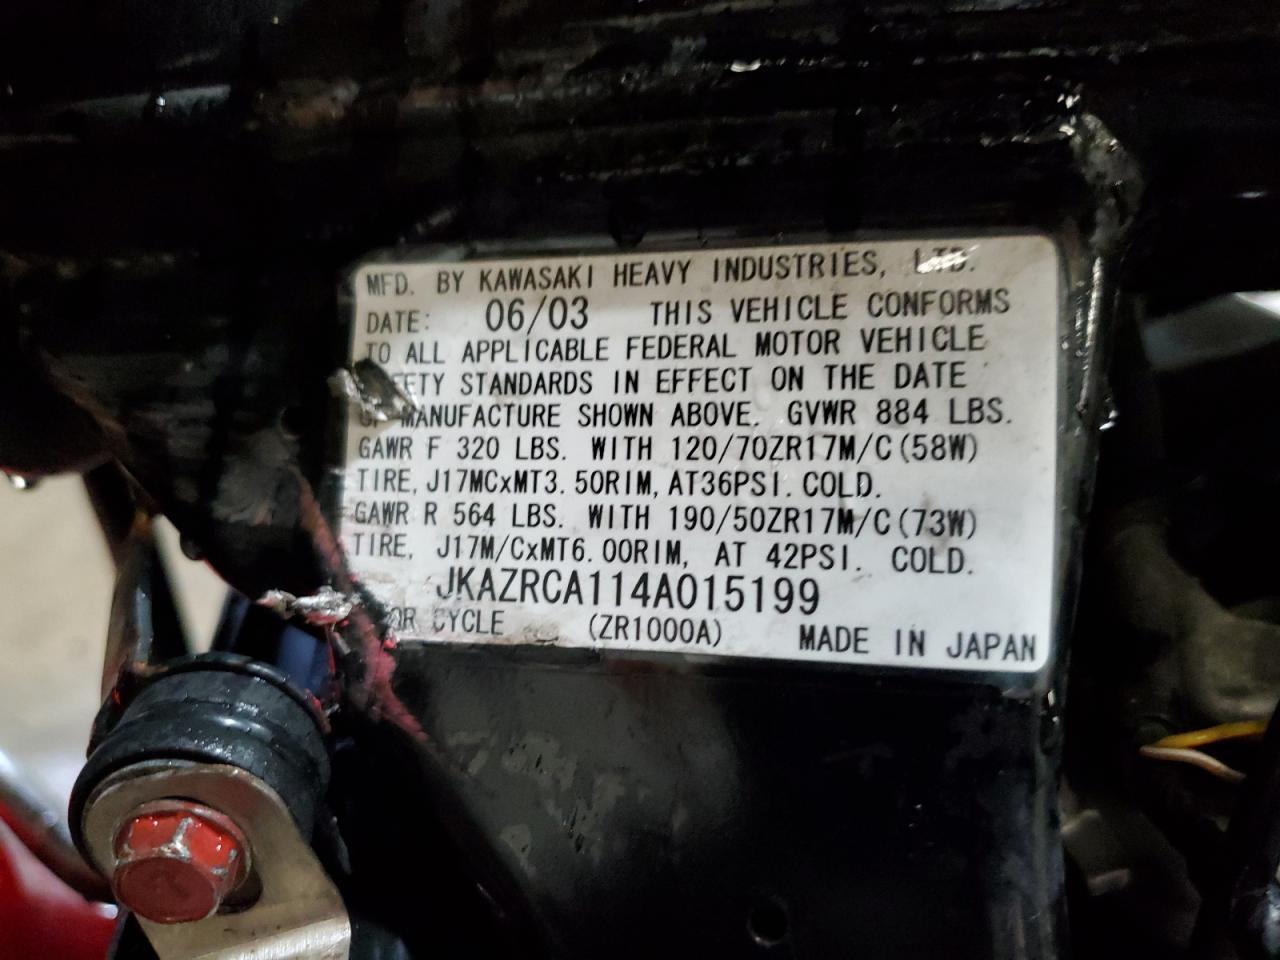 MFD. BY KAWASAKI HEAVY INDUSTRIES, LTD.
DATE: 06/03 THIS VEHICLE CONFORMS
TO ALL APPLICABLE FEDERAL MOTOR VEHICLE
FETY STANDARDS IN EFFECT ON THE DATE
OF MANUFACTURE SHOWN ABOVE. GVWR 884 LBS.
GAWR F 320 LBS. WITH 120/70ZR17M/C(58W)
TIRE, J17MCxMT3.50RIM, AT36PSI. COLD.
GAWR R 564 LBS. WITH 190/50ZR17M/C(73W)
TIRE, J17M/CxMT6.00RIM, AT 42PSI. COLD.
JKAZRCA114A015199
OR CYCLE (ZR1000A) MADE IN JAPAN